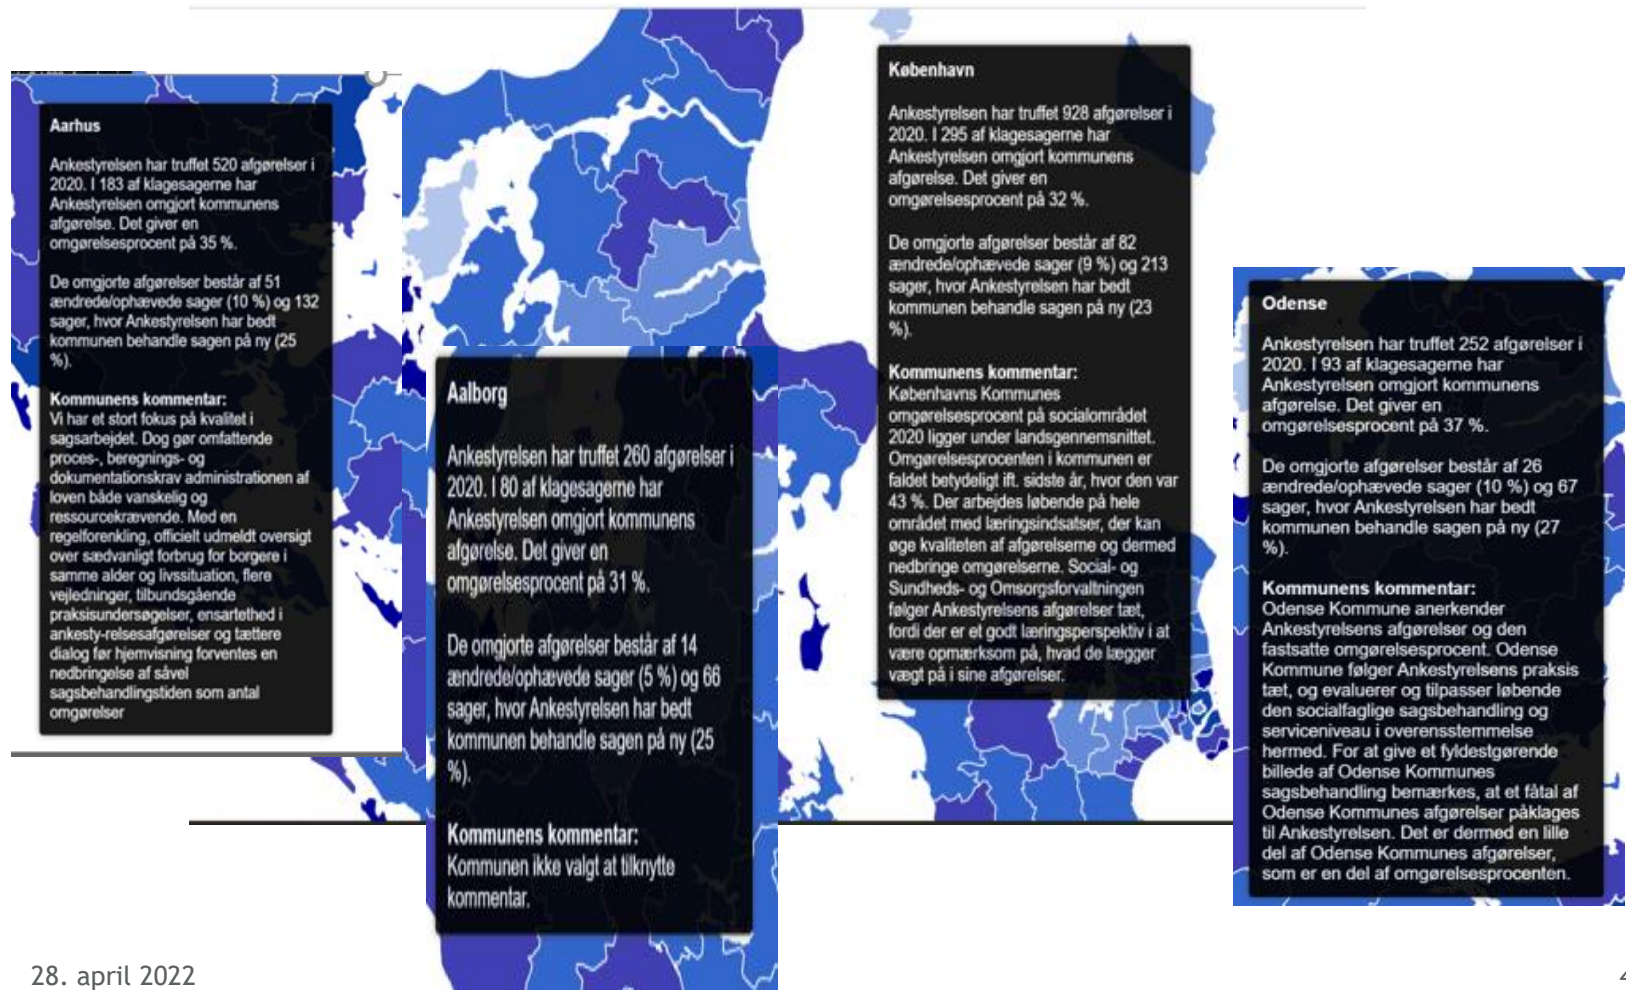 Aarhus
Ankestyrelsen har truffet 520 afgørelser i
2020. I 183 af klagesagerne har
Ankestyrelsen omgjort kommunens
afgørelse. Det giver en
omgørelsesprocent på 35 %.
De omgjorte afgørelser består af 51
ændrede/ophævede sager (10 %) og 132
sager, hvor Ankestyrelsen har bedt
kommunen behandle sagen på ny (25
%).
Kommunens kommentar:
Vi har et stort fokus på kvalitet i
sagsarbejdet. Dog gør omfattende
proces-, beregnings- og
dokumentationskrav administrationen af
loven både vanskelig og
ressourcekrævende. Med en
regelforenkling, officielt udmeldt oversigt
over sædvanligt forbrug for borgere i
samme alder og livssituation, flere
vejledninger, tilbundsgående
praksisundersøgelser, ensartethed i
ankesty-relsesafgørelser og tættere
dialog før hjemvisning forventes en
nedbringelse af såvel
sagsbehandlingstiden som antal
omgørelser
Aalborg
Ankestyrelsen har truffet 260 afgørelser i
2020. I 80 af klagesagerne har
Ankestyrelsen omgjort kommunens
afgørelse. Det giver en
omgørelsesprocent på 31 %.
De omgjorte afgørelser består af 14
ændrede/ophævede sager (5 %) og 66
sager, hvor Ankestyrelsen har bedt
kommunen behandle sagen på ny (25
%).
Kommunens kommentar:
Kommunen ikke valgt at tilknytte
kommentar.
København
Ankestyrelsen har truffet 928 afgørelser i
2020. I 295 af klagesagerne har
Ankestyrelsen omgjort kommunens
afgørelse. Det giver en
omgørelsesprocent på 32 %.
De omgjorte afgørelser består af 82
ændrede/ophævede sager (9 %) og 213
sager, hvor Ankestyrelsen har bedt
kommunen behandle sagen på ny (23
%).
Kommunens kommentar:
Københavns Kommunes
omgørelsesprocent på socialområdet
2020 ligger under landsgennemsnittet.
Omgørelsesprocenten i kommunen er
faldet betydeligt ift. sidste år, hvor den var
43 %. Der arbejdes løbende på hele
området med læringsindsatser, der kan
øge kvaliteten af afgørelserne og dermed
nedbringe omgørelserne. Social- og
Sundheds- og Omsorgsforvaltningen
følger Ankestyrelsens afgørelser tæt,
fordi der er et godt læringsperspektiv i at
være opmærksom på, hvad de lægger
vægt på i sine afgørelser.
Odense
Ankestyrelsen har truffet 252 afgørelser i
2020. I 93 af klagesagerne har
Ankestyrelsen omgjort kommunens
afgørelse. Det giver en
omgørelsesprocent på 37 %.
De omgjorte afgørelser består af 26
ændrede/ophævede sager (10 %) og 67
sager, hvor Ankestyrelsen har bedt
kommunen behandle sagen på ny (27
%).
Kommunens kommentar:
Odense Kommune anerkender
Ankestyrelsens afgørelser og den
fastsatte omgørelsesprocent. Odense
Kommune følger Ankestyrelsens praksis
tæt, og evaluerer og tilpasser løbende
den socialfaglige sagsbehandling og
serviceniveau i overensstemmelse
hermed. For at give et fyldestgørende
billede af Odense Kommunes
sagsbehandling bemærkes, at et fåtal af
Odense Kommunes afgørelser påklages
til Ankestyrelsen. Det er dermed en lille
del af Odense Kommunes afgørelser,
som er en del af omgørelsesprocenten.
28. april 2022